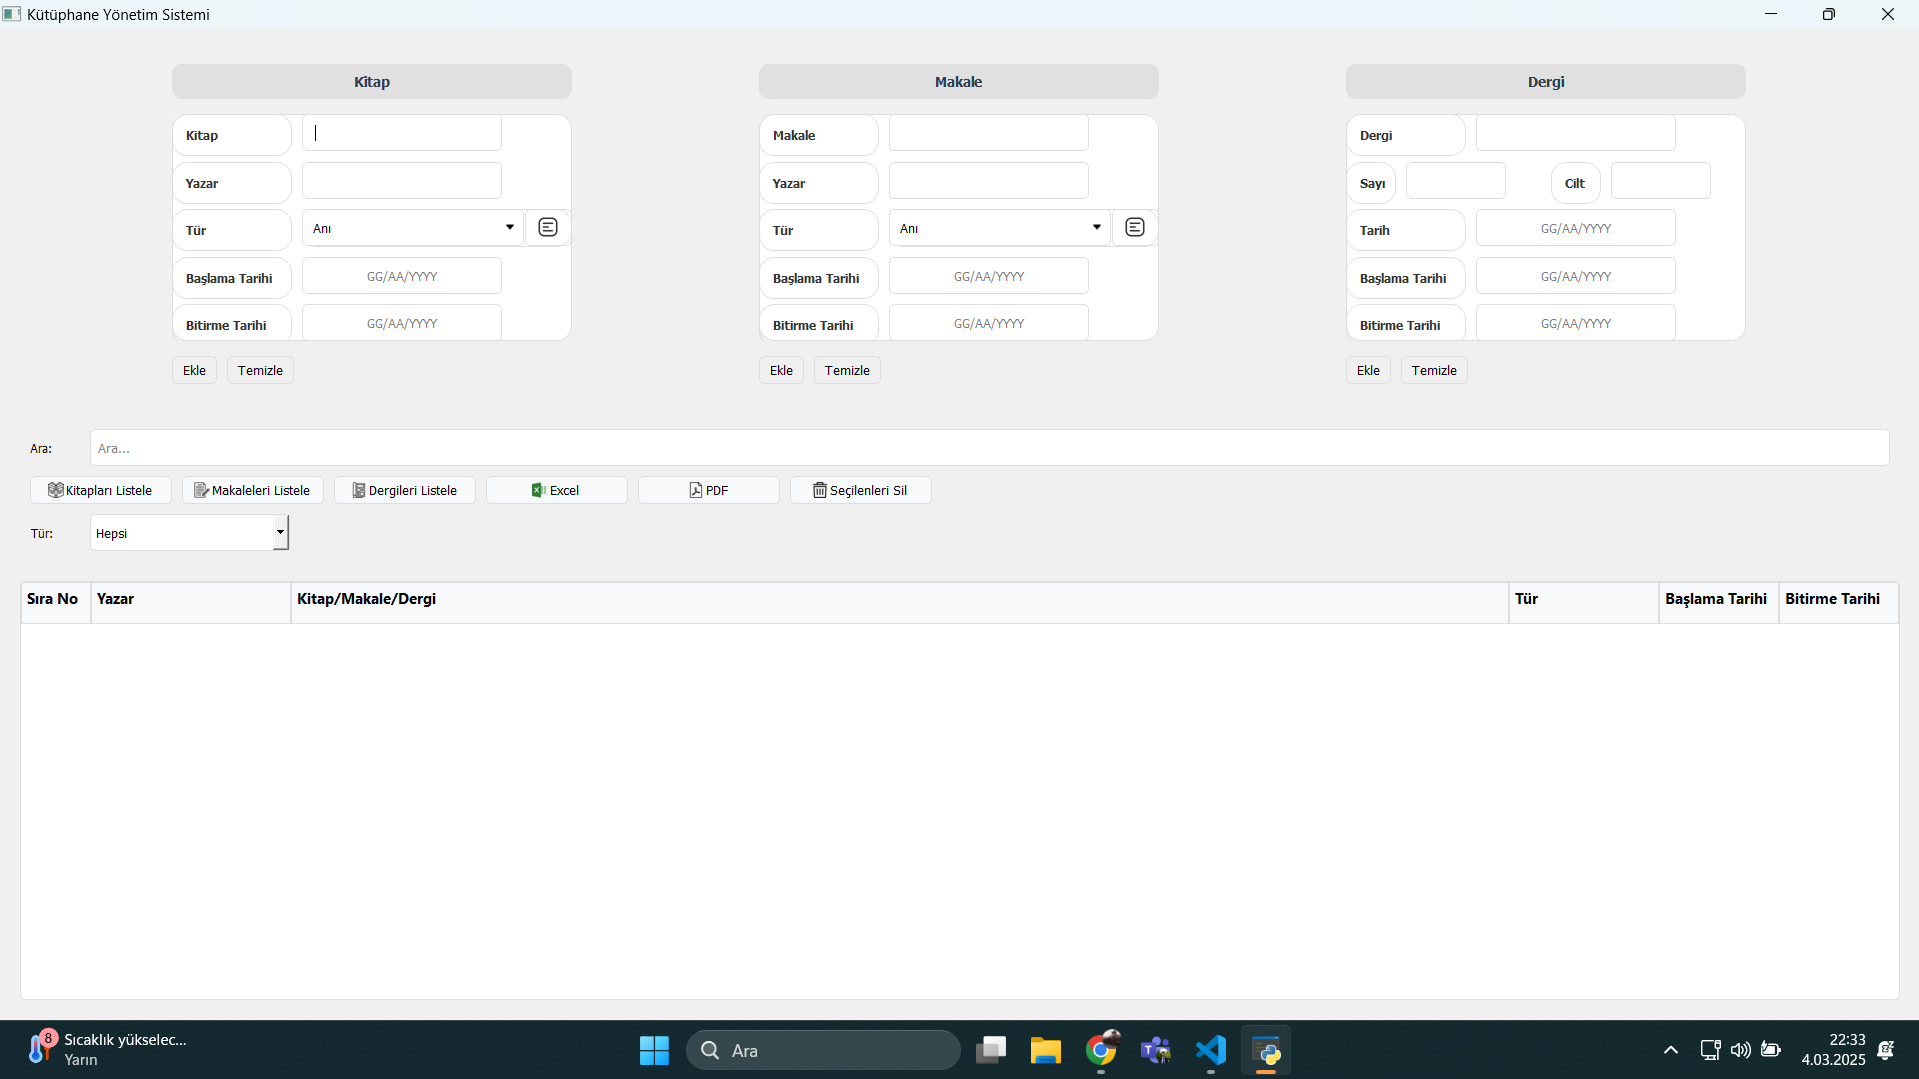 Kütüphane Yönetim Sistemi
Kitap
Makale
Dergi
Kitap
Makale
Dergi
Yazar
Yazar
Sayı
Cilt
Tür
Anı
Tür
Anı
Tarih
GG/AA/YYYY
Başlama Tarihi
GG/AA/YYYY
Başlama Tarihi
GG/AA/YYYY
Başlama Tarihi
GG/AA/YYYY
Bitirme Tarihi
GG/AA/YYYY
Bitirme Tarihi
GG/AA/YYYY
Bitirme Tarihi
GG/AA/YYYY
Ekle
Temizle
Ekle
Temizle
Ekle
Temizle
Ara:
Ara...
Kitapları Listele
Makaleleri Listele
Dergileri Listele
Excel
PDF
Seçilenleri Sil
Tür:
Hepsi
Sıra No
Yazar
Kitap/Makale/Dergi
Tür
Başlama Tarihi
Bitirme Tarihi
8
Sıcaklık yükselec...
Yarın
Ara
22:33
4.03.2025